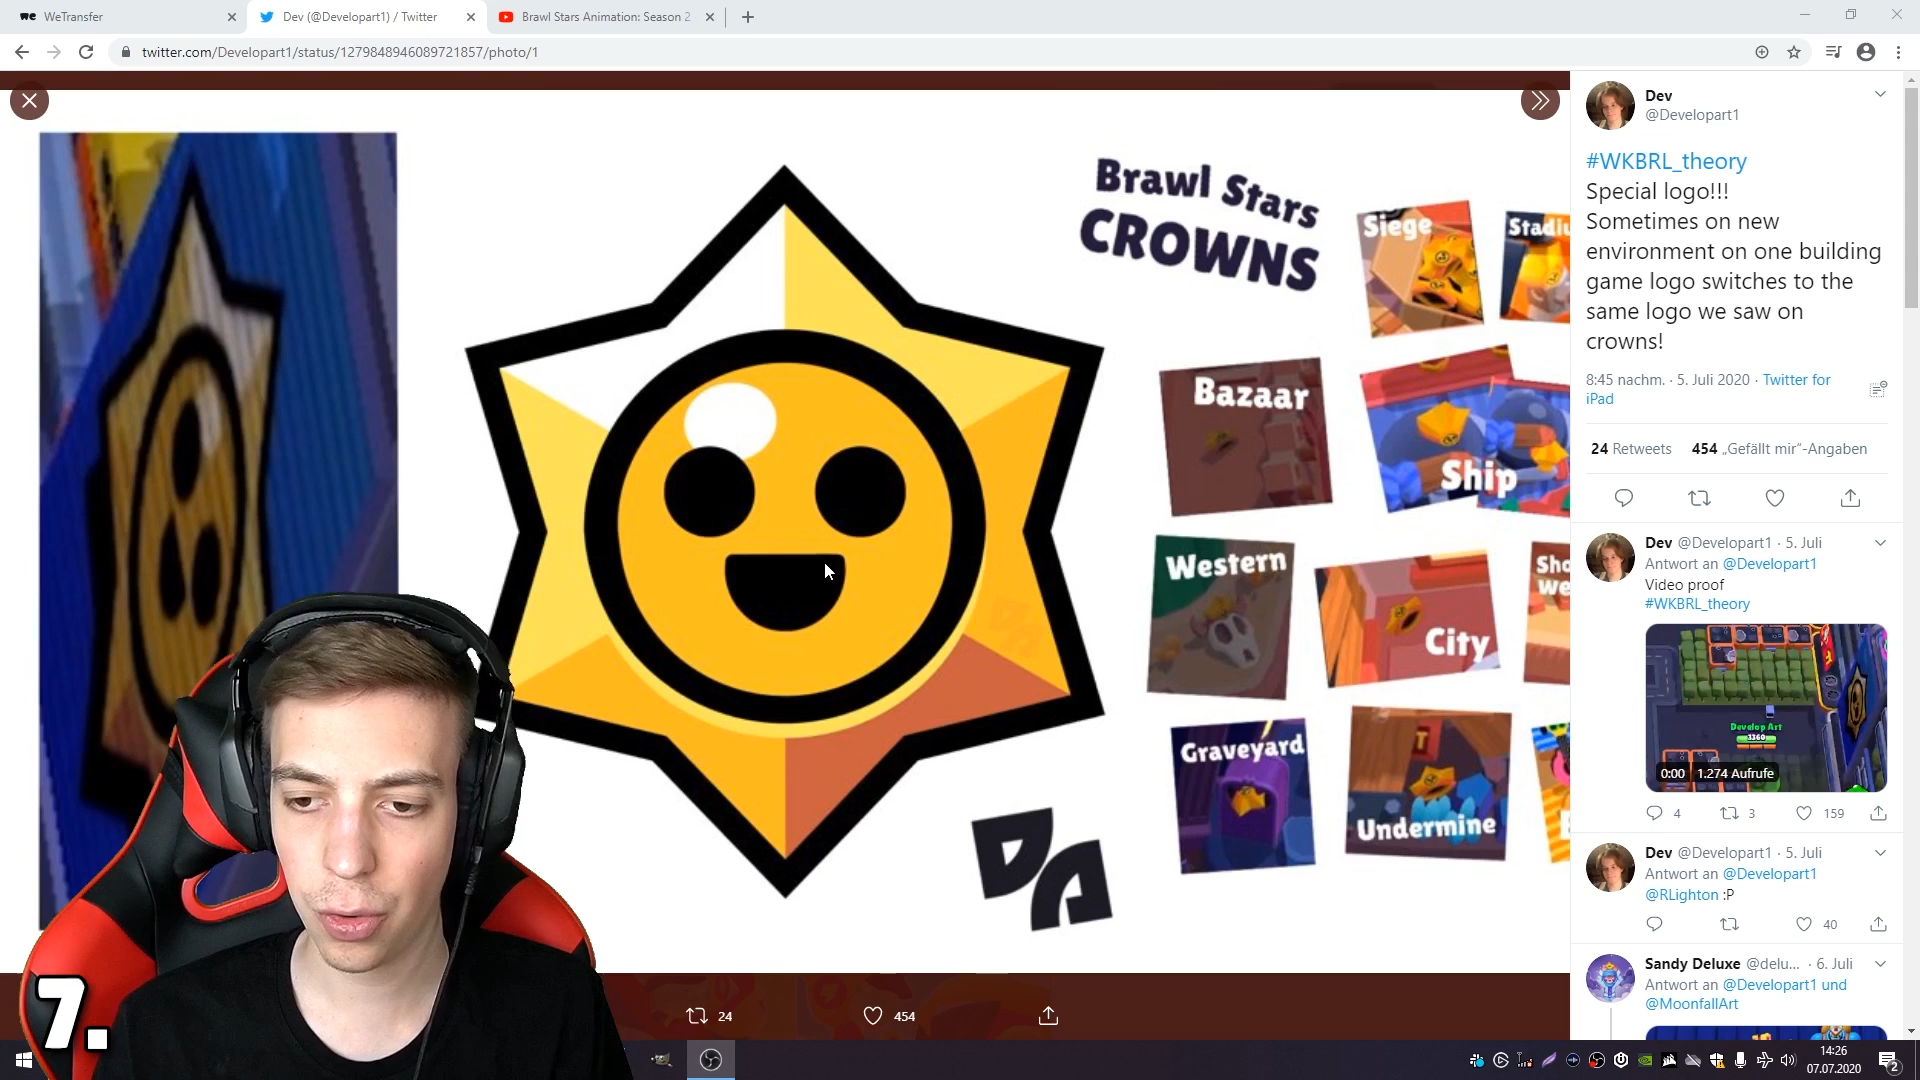 WeTransfer
Dev (@Developart1) / Twitter
Brawl Stars Animation: Season 2
twitter.com/Developart1/status/1279848946089721857/photo/1
Brawl Stars
CROWNS
Siege
Bazaar
Ship
Western
City
Graveyard
Undermine
DA
24
454
7.
Dev
@Developart1
#WKBRL_theory
Special logo!!!
Sometimes on new
environment on one building
game logo switches to the
same logo we saw on
crowns!
8:45 nachm. · 5. Juli 2020 · Twitter for
iPad
24 Retweets 454 „Gefällt mir“-Angaben
Dev @Developart1 · 5. Juli
Antwort an @Developart1
Video proof
#WKBRL_theory
Develop Art
3360
0:00 1.274 Aufrufe
4 3 159
Dev @Developart1 · 5. Juli
Antwort an @Developart1
@RLighton :P
40
Sandy Deluxe @delu... · 6. Juli
Antwort an @Developart1 und
@MoonfallArt
14:26
07.07.2020
2